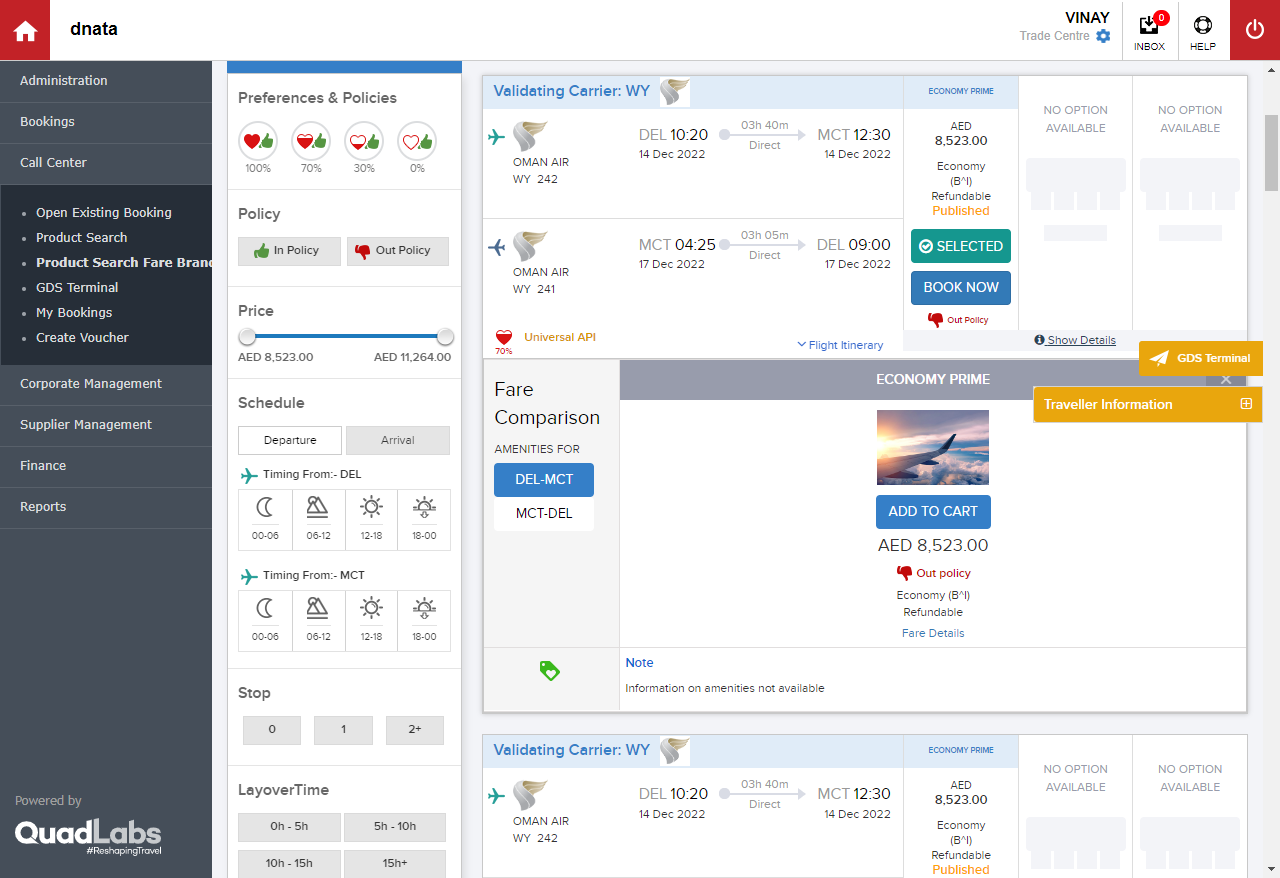 dnata
VINAY
Trade Centre
0
INBOX
HELP
Administration
Bookings
Call Center
Open Existing Booking
Product Search
Product Search Fare Brand
GDS Terminal
My Bookings
Create Voucher
Corporate Management
Supplier Management
Finance
Reports
Powered by
QuadLabs
#ReshapingTravel
Preferences & Policies
100% 70% 30% 0%
Policy
In Policy Out Policy
Price
AED 8,523.00 AED 11,264.00
Schedule
Departure Arrival
Timing From:- DEL
00-06 06-12 12-18 18-00
Timing From:- MCT
00-06 06-12 12-18 18-00
Stop
0 1 2+
LayoverTime
0h - 5h 5h - 10h
10h - 15h 15h+
Validating Carrier: WY
ECONOMY PRIME
OMAN AIR
WY 242
DEL 10:20
14 Dec 2022
03h 40m
Direct
MCT 12:30
14 Dec 2022
OMAN AIR
WY 241
MCT 04:25
17 Dec 2022
03h 05m
Direct
DEL 09:00
17 Dec 2022
70%
Universal API
Flight Itinerary
AED
8,523.00
Economy
(B^I)
Refundable
Published
SELECTED
BOOK NOW
Out Policy
NO OPTION
AVAILABLE
NO OPTION
AVAILABLE
Show Details
GDS Terminal
Traveller Information
Fare
Comparison
AMENITIES FOR
DEL-MCT
MCT-DEL
ECONOMY PRIME
ADD TO CART
AED 8,523.00
Out policy
Economy (B^I)
Refundable
Fare Details
Note
Information on amenities not available
Validating Carrier: WY
ECONOMY PRIME
OMAN AIR
WY 242
DEL 10:20
14 Dec 2022
03h 40m
Direct
MCT 12:30
14 Dec 2022
AED
8,523.00
Economy
(B^I)
Refundable
Published
NO OPTION
AVAILABLE
NO OPTION
AVAILABLE